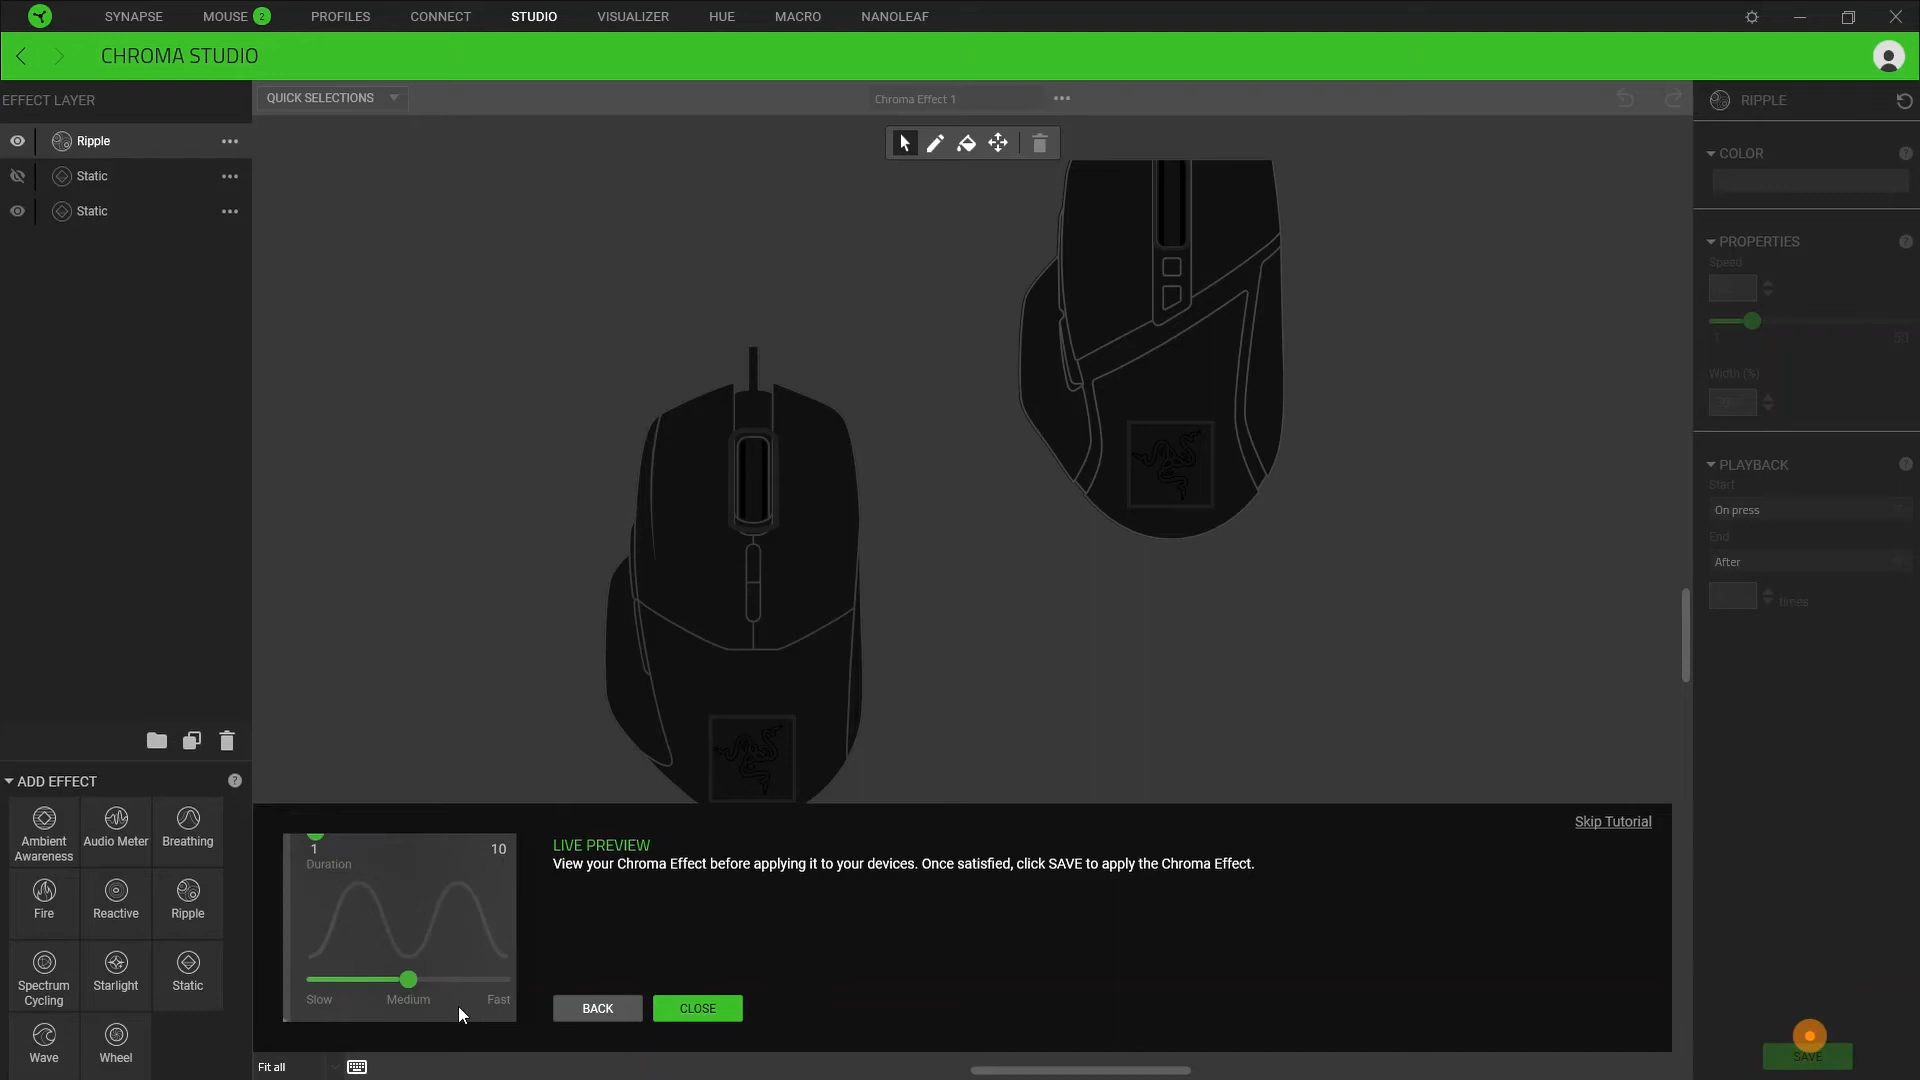 SYNAPSE
MOUSE 2
PROFILES
CONNECT
STUDIO
VISUALIZER
HUE
MACRO
NANOLEAF
CHROMA STUDIO
EFFECT LAYER
QUICK SELECTIONS
Chroma Effect 1
RIPPLE
Ripple
Static
Static
COLOR
?
PROPERTIES
?
Speed
1
50
Width (%)
PLAYBACK
?
Start
On press
End
After
times
ADD EFFECT
?
Ambient
Awareness
Audio Meter
Breathing
Fire
Reactive
Ripple
Spectrum
Cycling
Starlight
Static
Wave
Wheel
Skip Tutorial
1
10
Duration
Slow
Medium
Fast
LIVE PREVIEW
View your Chroma Effect before applying it to your devices. Once satisfied, click SAVE to apply the Chroma Effect.
BACK
CLOSE
Fit all
SAVE